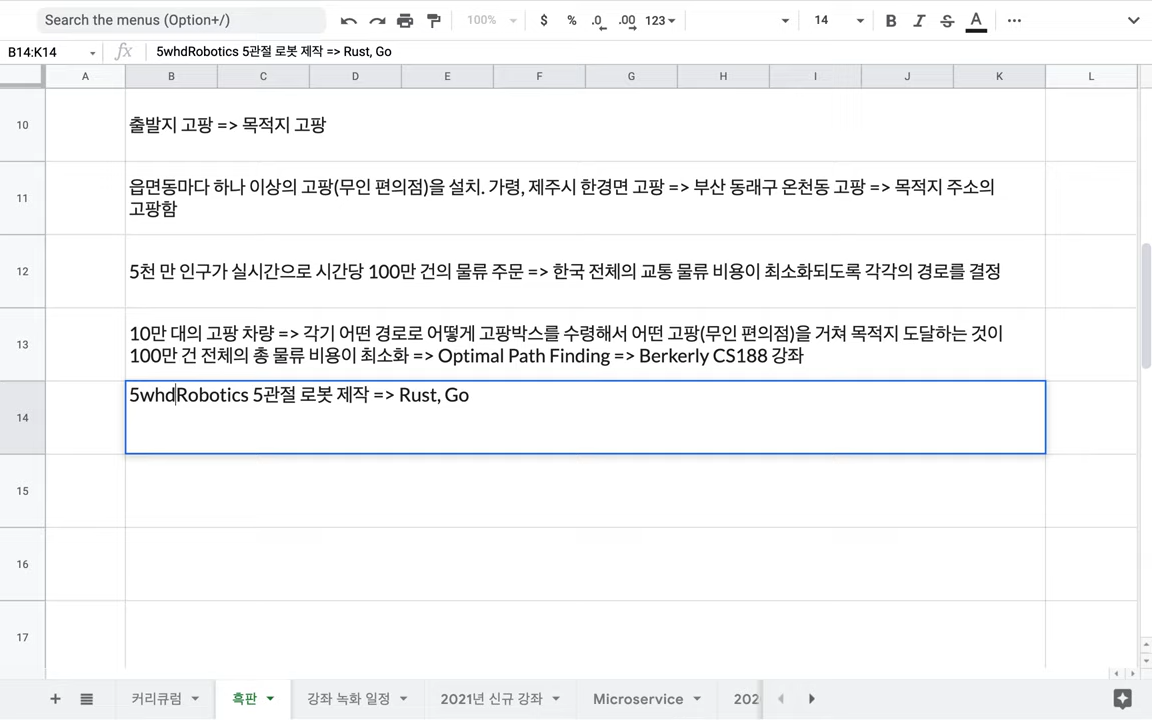 Search the menus (Option+/)
100%
$
%
.0
.00
123
14
B
I
S
A
B14:K14
fx
5whdRobotics 5관절 로봇 제작 => Rust, Go
A B C D E F G H I J K L
10
출발지 고팡 => 목적지 고팡
11
읍면동마다 하나 이상의 고팡(무인 편의점)을 설치. 가령, 제주시 한경면 고팡 => 부산 동래구 온천동 고팡 => 목적지 주소의
고팡함
12
5천 만 인구가 실시간으로 시간당 100만 건의 물류 주문 => 한국 전체의 교통 물류 비용이 최소화되도록 각각의 경로를 결정
13
10만 대의 고팡 차량 => 각기 어떤 경로로 어떻게 고팡박스를 수령해서 어떤 고팡(무인 편의점)을 거쳐 목적지 도달하는 것이
100만 건 전체의 총 물류 비용이 최소화 => Optimal Path Finding => Berkerly CS188 강좌
14
5whdRobotics 5관절 로봇 제작 => Rust, Go
15
16
17
커리큐럼
흑판
강좌 녹화 일정
2021년 신규 강좌
Microservice
202